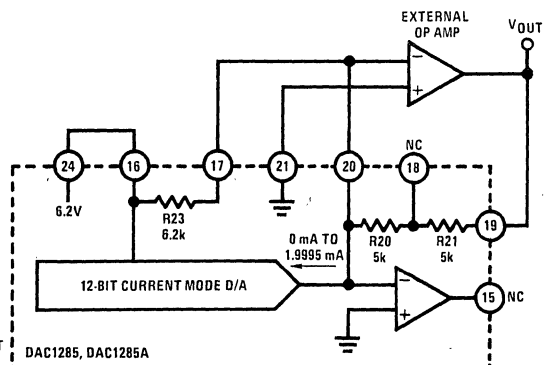 EXTERNAL
OP AMP
VOUT
−
+
24
16
17
21
20
NC
18
6.2V
R23
6.2k
0 mA TO
1.9995 mA
R20
5k
R21
5k
19
12-BIT CURRENT MODE D/A
−
+
15
NC
T
DAC1285, DAC1285A